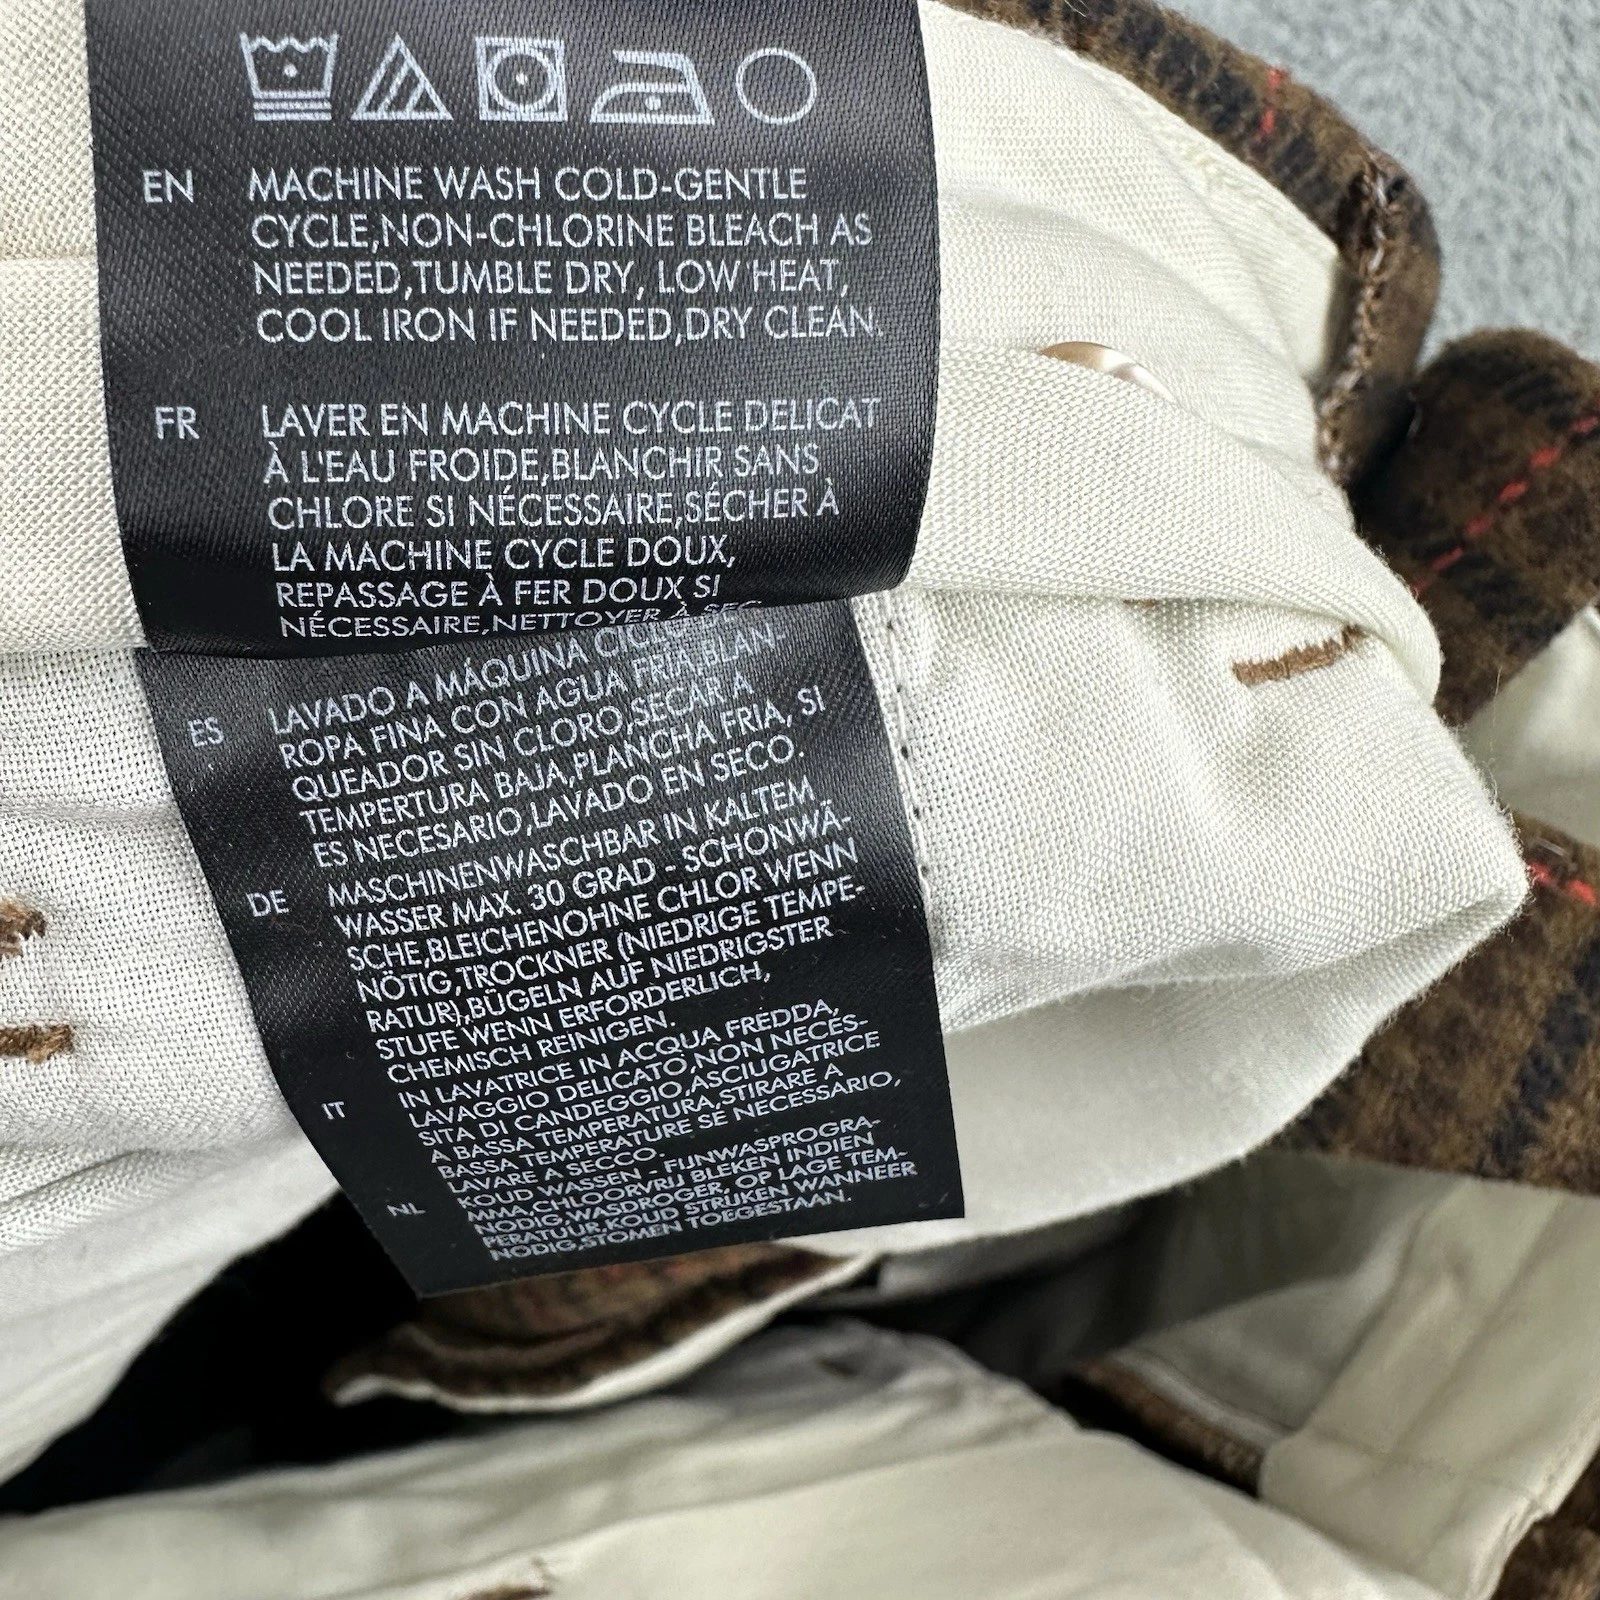 EN MACHINE WASH COLD-GENTLE
CYCLE,NON-CHLORINE BLEACH AS
NEEDED,TUMBLE DRY, LOW HEAT,
COOL IRON IF NEEDED,DRY CLEAN.
FR LAVER EN MACHINE CYCLE DELICAT
À L'EAU FROIDE,BLANCHIR SANS
CHLORE SI NÉCESSAIRE,SÉCHER À
LA MACHINE CYCLE DOUX,
REPASSAGE À FER DOUX SI
NÉCESSAIRE,NETTOYER À SEC
ES LAVADO A MÁQUINA CICLO DE
ROPA FINA CON AGUA FRIA,BLAN-
QUEADOR SIN CLORO,SECAR A
TEMPERTURA BAJA,PLANCHA FRIA, SI
ES NECESARIO,LAVADO EN SECO.
DE MASCHINENWASCHBAR IN KALTEM
WASSER MAX. 30 GRAD - SCHONWÄ-
SCHE,BLEICHENOHNE CHLOR WENN
NÖTIG,TROCKNER (NIEDRIGE TEMPE-
RATUR),BÜGELN AUF NIEDRIGSTER
STUFE WENN ERFORDERLICH,
CHEMISCH REINIGEN.
IT IN LAVATRICE IN ACQUA FREDDA,
LAVAGGIO DELICATO,NON NECES-
SITA DI CANDEGGIO,ASCIUGATRICE
A BASSA TEMPERATURA,STIRARE A
BASSA TEMPERATURE SE NECESSARIO,
LAVARE A SECCO.
NL KOUD WASSEN - FIJNWASPROGRA-
MMA,CHLOORVRIJ BLEKEN INDIEN
NODIG,WASDROGER, OP LAGE TEM-
PERATUUR,KOUD STRIJKEN WANNEER
NODIG,STOMEN TOEGESTAAN.